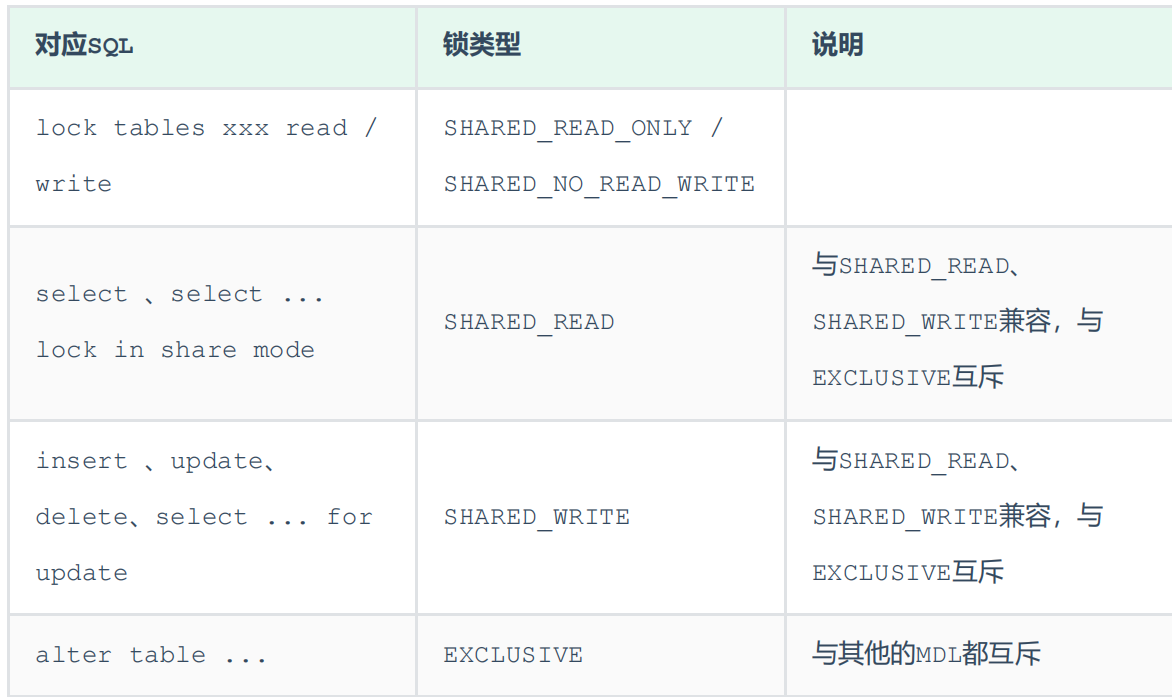 对应SQL 锁类型 说明
lock tables xxx read /
write
SHARED_READ_ONLY /
SHARED_NO_READ_WRITE
select 、select ...
lock in share mode
SHARED_READ
与SHARED_READ、
SHARED_WRITE兼容，与
EXCLUSIVE互斥
insert 、update、
delete、select ... for
update
SHARED_WRITE
与SHARED_READ、
SHARED_WRITE兼容，与
EXCLUSIVE互斥
alter table ... EXCLUSIVE 与其他的MDL都互斥